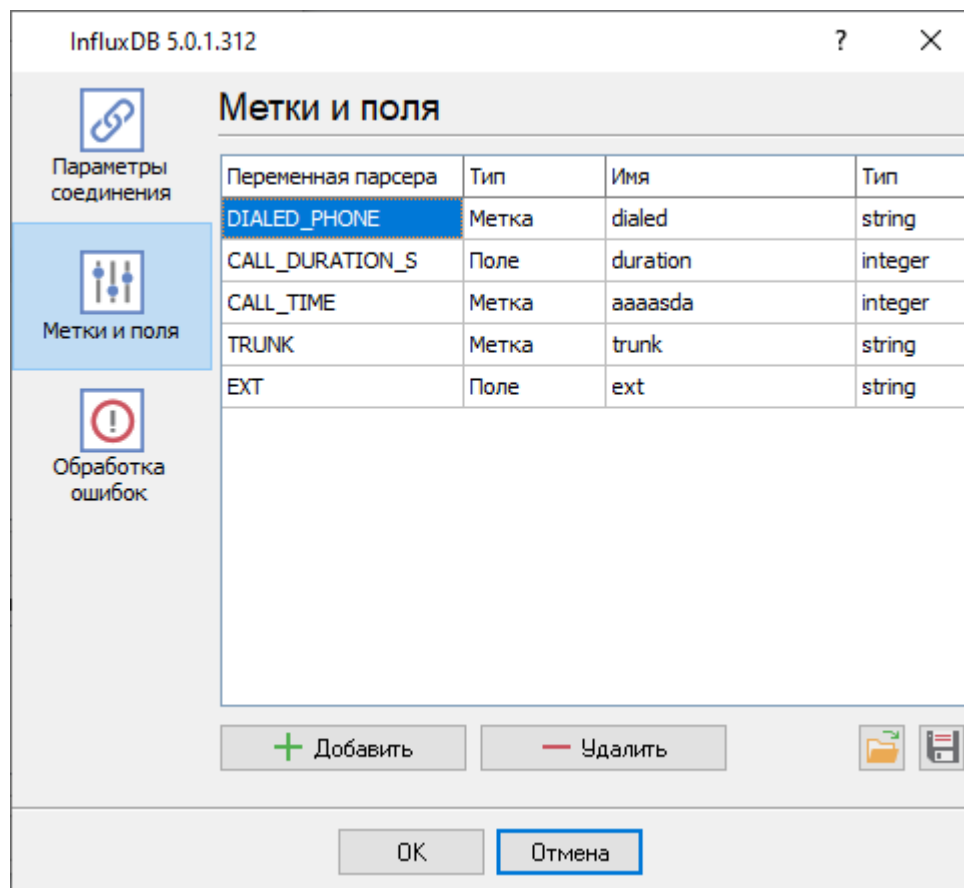 InfluxDB 5.0.1.312 ?
Метки и поля
Параметры
соединения
Метки и поля
Обработка
ошибок
Переменная парсера Тип Имя Тип
DIALED_PHONE Метка dialed string
CALL_DURATION_S Поле duration integer
CALL_TIME Метка aaaasda integer
TRUNK Метка trunk string
EXT Поле ext string
Добавить Удалить
OK Отмена